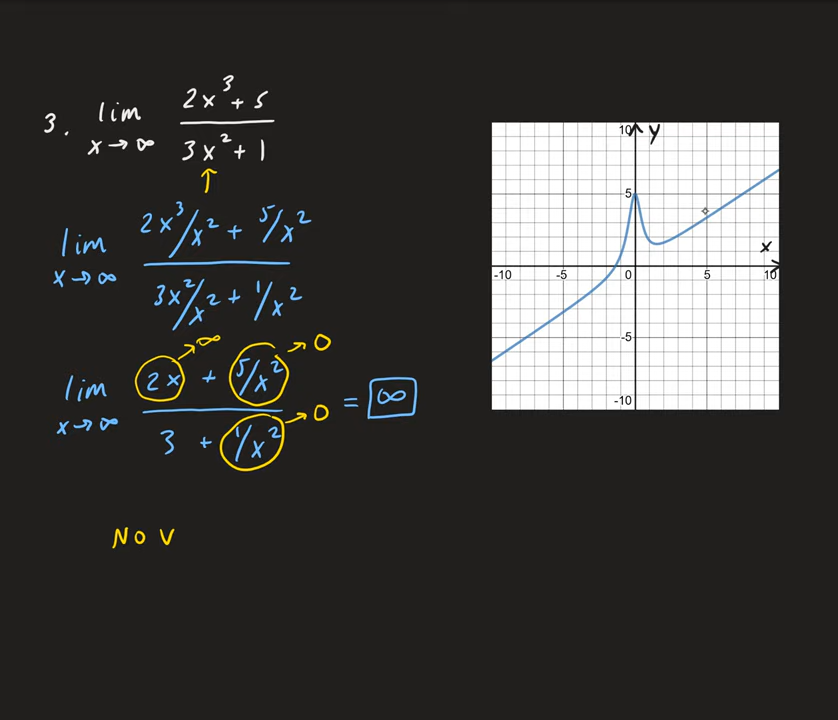 3. lim x→∞ (2x³ + 5)/(3x² + 1)
↑
lim x→∞ (2x³/x² + 5/x²)/(3x²/x² + 1/x²)
→∞ →0
lim x→∞ (2x + 5/x²)/(3 + 1/x²) = ∞
→0
NO V
10 y
5
x
-10 -5 0 5 10
-5
-10